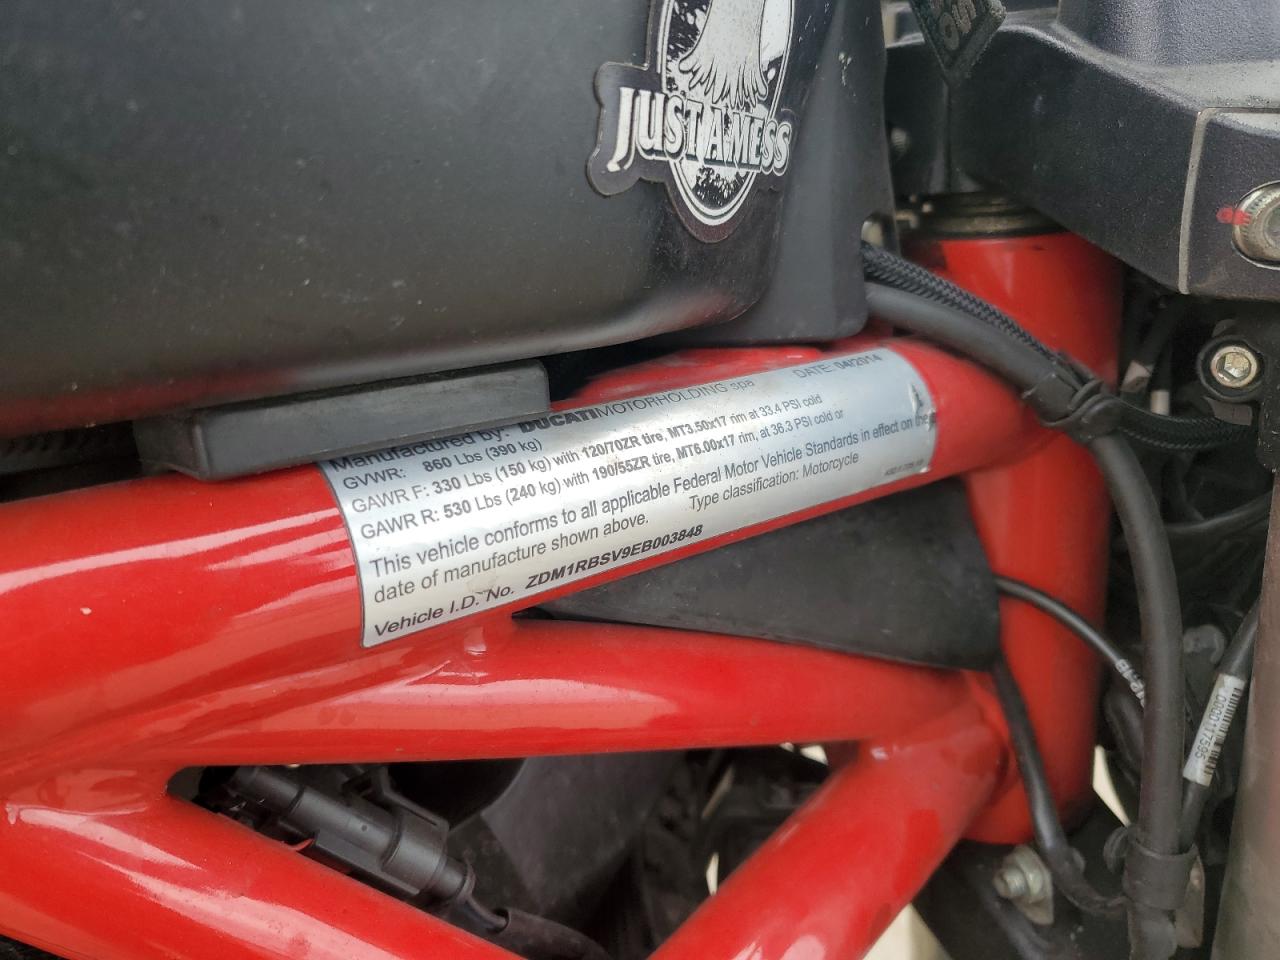 JUST A MESS
Manufactured by: DUCATIMOTORHOLDING spa DATE: 04/2014
GVWR: 860 Lbs (390 kg)
GAWR F: 330 Lbs (150 kg) with 120/70ZR tire, MT3.50x17 rim at 33.4 PSI cold
GAWR R: 530 Lbs (240 kg) with 190/55ZR tire, MT6.00x17 rim, at 36.3 PSI cold or
This vehicle conforms to all applicable Federal Motor Vehicle Standards in effect on the
date of manufacture shown above. Type classification: Motorcycle
Vehicle I.D. No. ZDM1RBSV9EB003848
0000117595